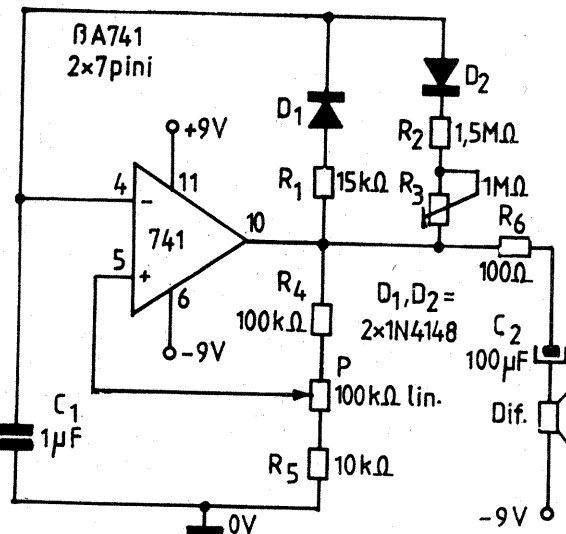 βA741
2×7pini
+9V
D1
D2
R2 1,5MΩ
R1 15kΩ
R3 1MΩ
4
11
-
741
10
5
+
6
-9V
R6
100Ω
R4
100kΩ
D1,D2=
2×1N4148
C2
100μF
P
100kΩ lin.
C1
1μF
Dif.
R5 10kΩ
0V
-9V